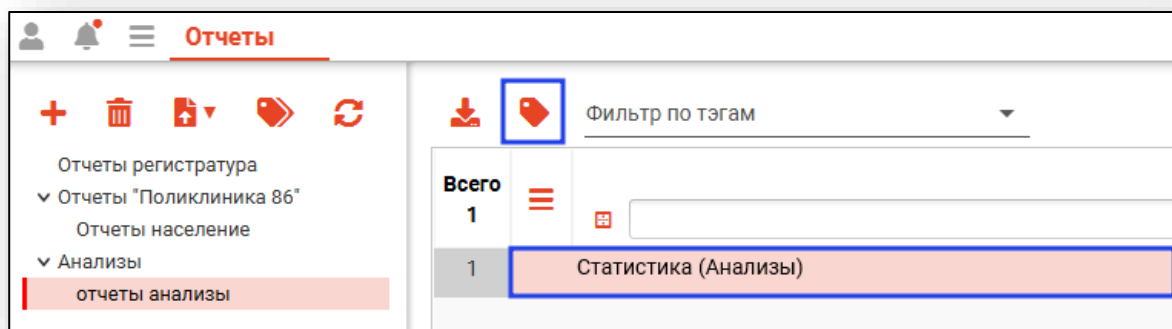 Отчеты
Фильтр по тэгам
Отчеты регистратура
Отчеты "Поликлиника 86"
Отчеты население
Анализы
отчеты анализы
Всего
1
1
Статистика (Анализы)